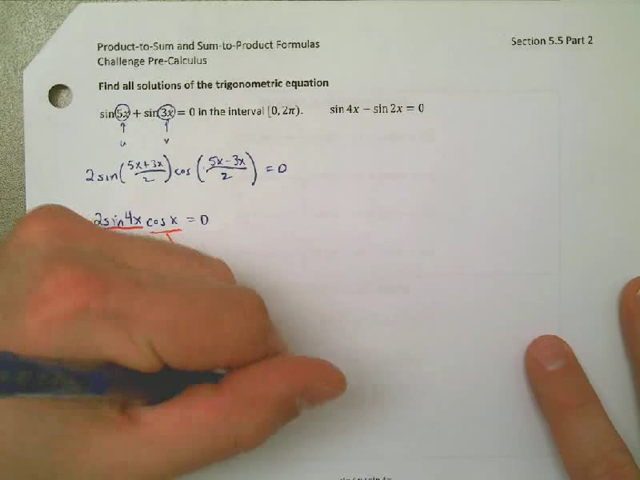 Product-to-Sum and Sum-to-Product Formulas
Section 5.5 Part 2
Challenge Pre-Calculus
Find all solutions of the trigonometric equation
sin 5x + sin 3x = 0 in the interval [0, 2π).
sin 4x − sin 2x = 0
u v
2 sin(5x+3x/2) cos(5x-3x/2) = 0
2 sin 4x cos x = 0